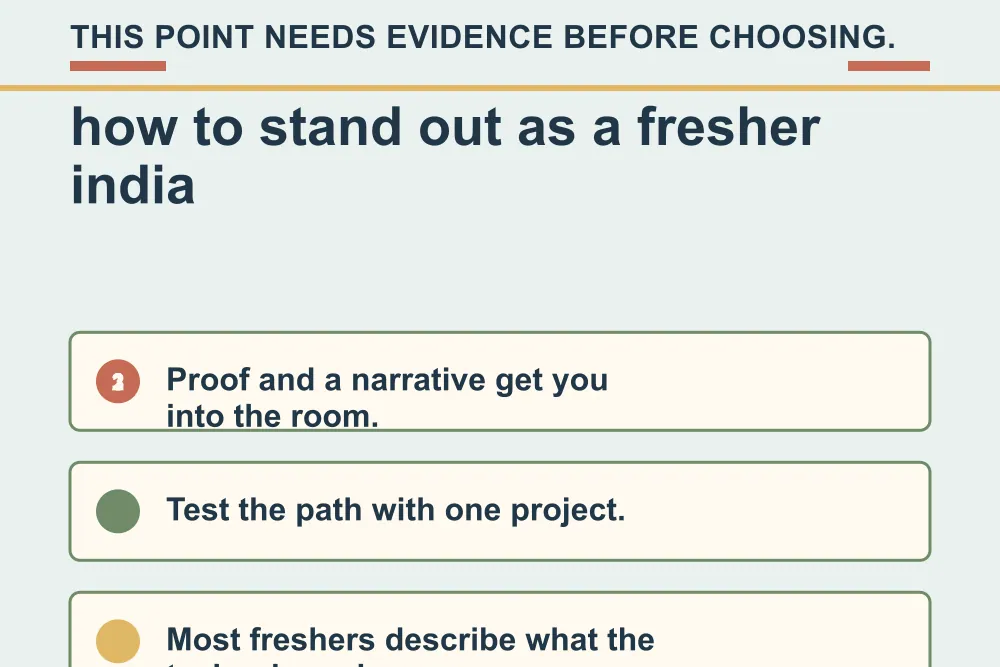 THIS POINT NEEDS EVIDENCE BEFORE CHOOSING.
how to stand out as a fresher
india
Proof and a narrative get you
into the room.
Test the path with one project.
Most freshers describe what the